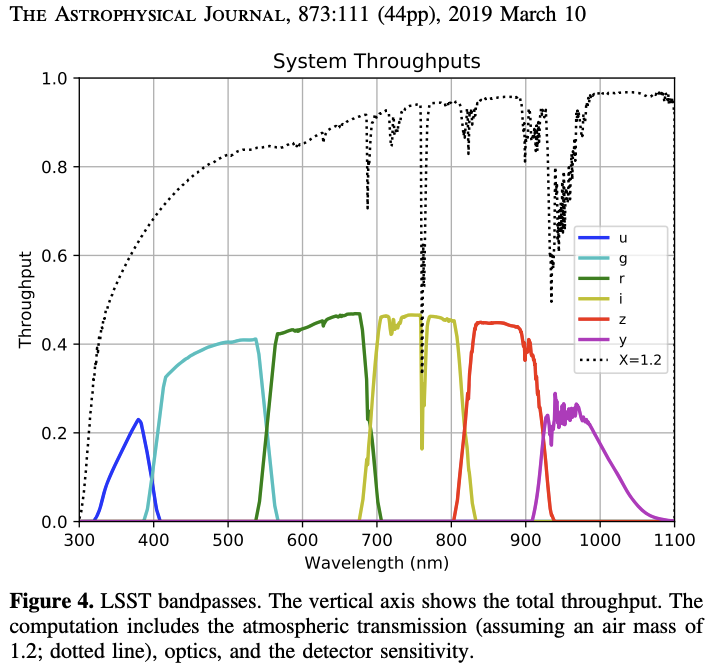 THE ASTROPHYSICAL JOURNAL, 873:111 (44pp), 2019 March 10
System Throughputs
1.0
0.8
0.6
0.4
0.2
0.0
Throughput
u
g
r
i
z
y
X=1.2
300 400 500 600 700 800 900 1000 1100
Wavelength (nm)
Figure 4. LSST bandpasses. The vertical axis shows the total throughput. The
computation includes the atmospheric transmission (assuming an air mass of
1.2; dotted line), optics, and the detector sensitivity.